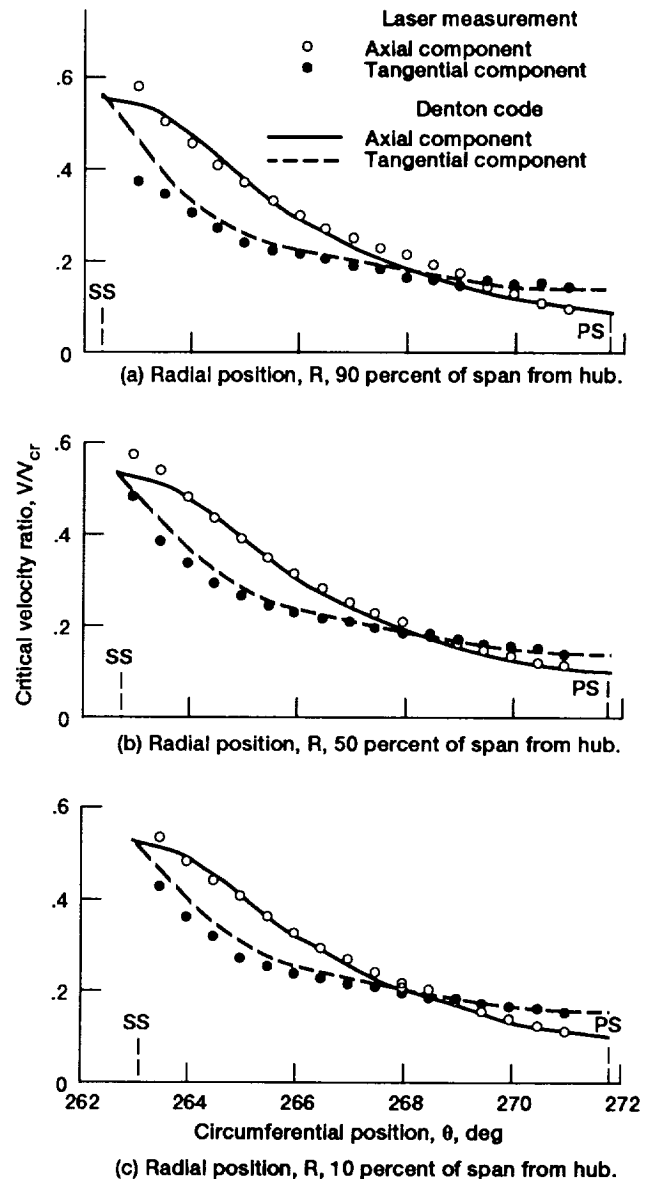 Laser measurement
Axial component
Tangential component
Denton code
Axial component
Tangential component
.6
.4
.2
0
SS
PS
(a) Radial position, R, 90 percent of span from hub.
Critical velocity ratio, V/Vcr
.6
.4
.2
0
SS
PS
(b) Radial position, R, 50 percent of span from hub.
.6
.4
.2
0
SS
PS
262 264 266 268 270 272
Circumferential position, θ, deg
(c) Radial position, R, 10 percent of span from hub.